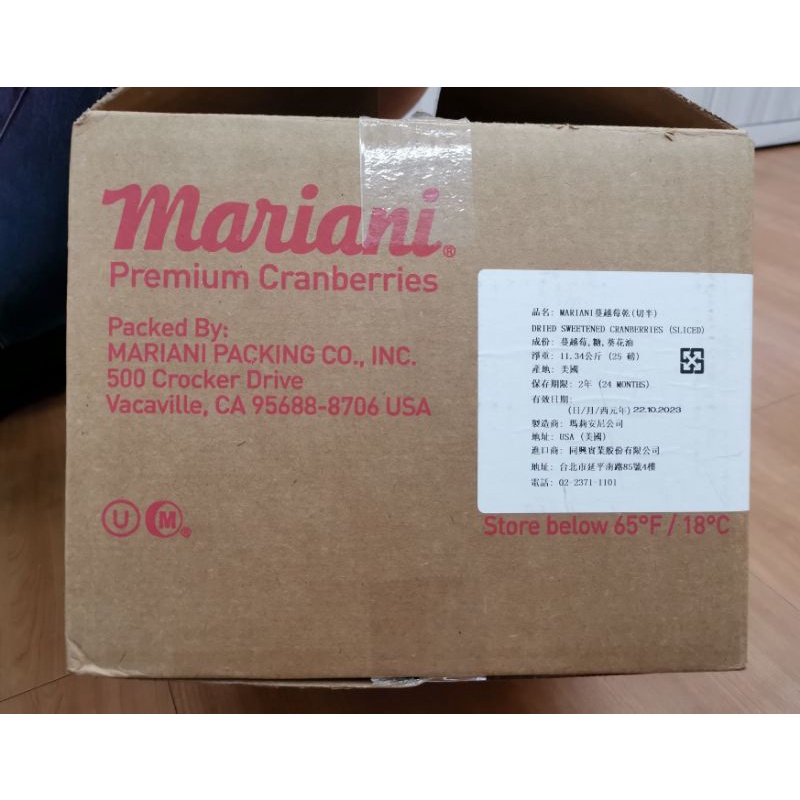 Mariani®
Premium Cranberries
Packed By:
MARIANI PACKING CO., INC.
500 Crocker Drive
Vacaville, CA 95688-8706 USA
U M®
品名: MARIANI蔓越莓乾(切半)
DRIED SWEETENED CRANBERRIES (SLICED)
成份: 蔓越莓,糖,葵花油
淨重: 11.34公斤 (25 磅)
產地: 美國
保存期限: 2年 (24 MONTHS)
有效日期:
(日/月/西元年) 22.10.2023
製造商: 瑪莉安尼公司
地址: USA (美國)
進口商: 同興實業股份有限公司
地址: 台北市延平南路85號4樓
電話: 02-2371-1101
Store below 65°F / 18°C